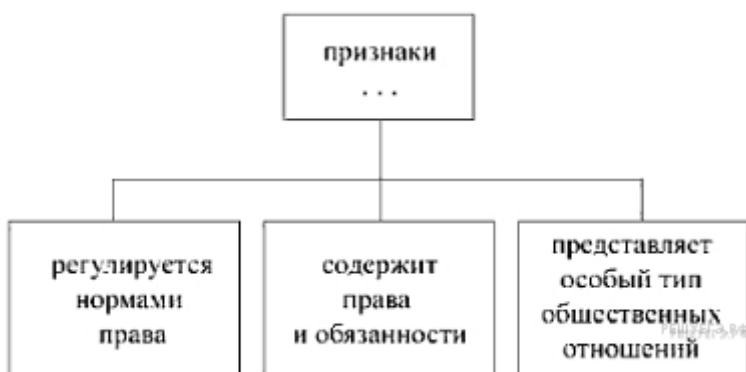 признаки
. . .
регулируется
нормами
права
содержит
права
и обязанности
представляет
особый тип
общественных
отношений